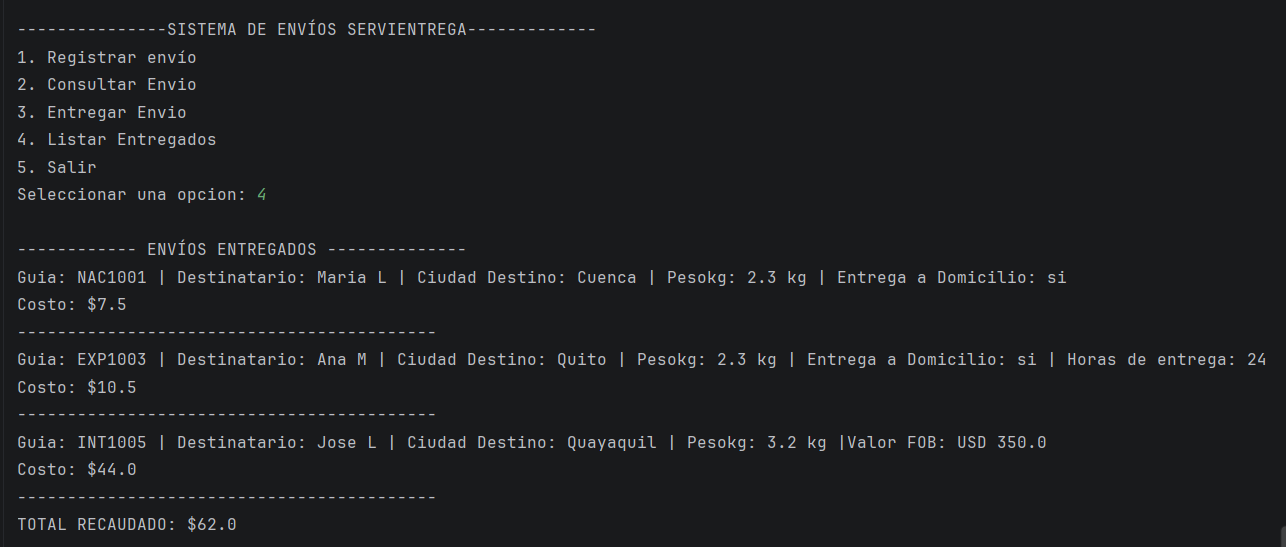 ---------------SISTEMA DE ENVÍOS SERVIENTREGA-------------
1. Registrar envío
2. Consultar Envio
3. Entregar Envio
4. Listar Entregados
5. Salir
Seleccionar una opcion: 4
------------ ENVÍOS ENTREGADOS --------------
Guia: NAC1001 | Destinatario: Maria L | Ciudad Destino: Cuenca | Pesokg: 2.3 kg | Entrega a Domicilio: si
Costo: $7.5
------------------------------------------
Guia: EXP1003 | Destinatario: Ana M | Ciudad Destino: Quito | Pesokg: 2.3 kg | Entrega a Domicilio: si | Horas de entrega: 24
Costo: $10.5
------------------------------------------
Guia: INT1005 | Destinatario: Jose L | Ciudad Destino: Quayaquil | Pesokg: 3.2 kg |Valor FOB: USD 350.0
Costo: $44.0
------------------------------------------
TOTAL RECAUDADO: $62.0